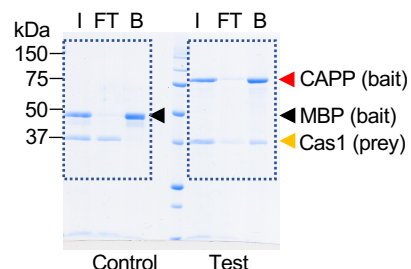 I FT B I FT B
kDa
150
75
50
37
CAPP (bait)
MBP (bait)
Cas1 (prey)
Control Test